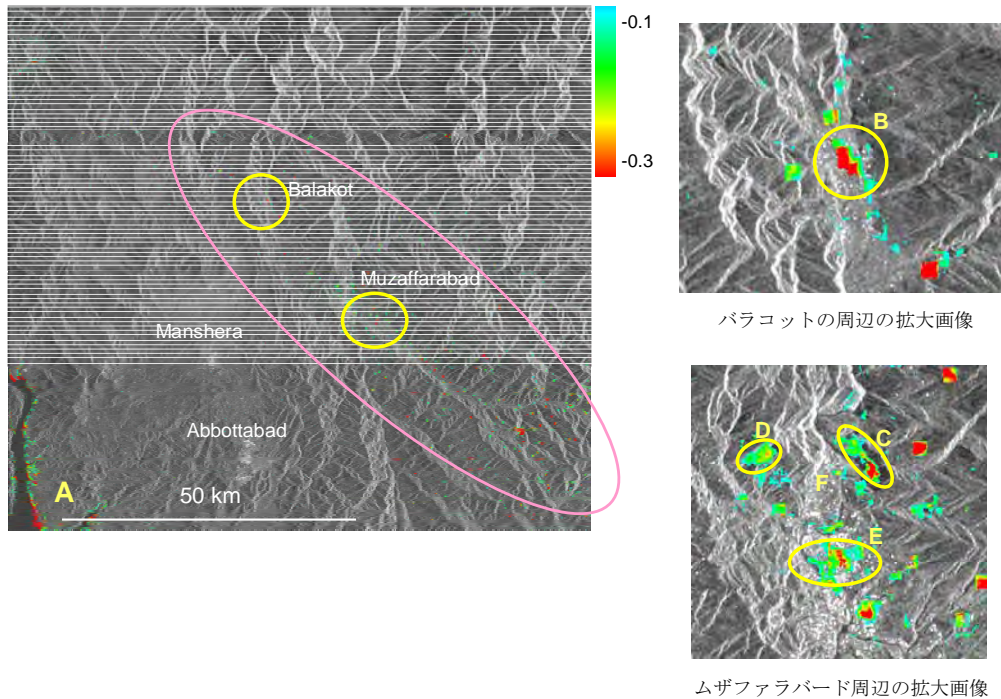 -0.1
-0.3
Balakot
Muzaffarabad
Manshera
Abbottabad
A
50 km
B
バラコットの周辺の拡大画像
D
C
F
E
ムザファラバード周辺の拡大画像